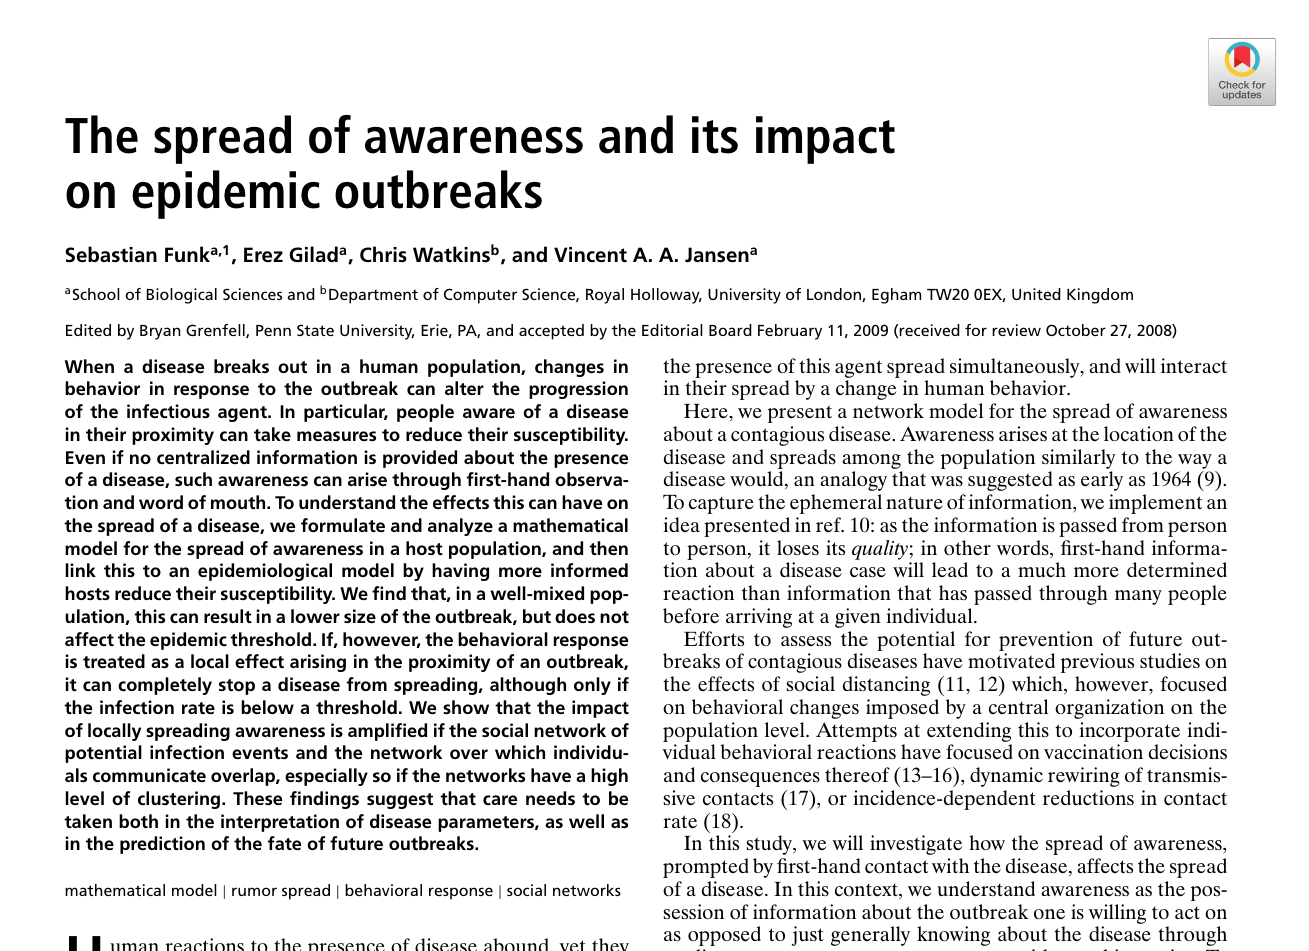 Check for
updates
The spread of awareness and its impact
on epidemic outbreaks
Sebastian Funkᵃ,¹, Erez Giladᵃ, Chris Watkinsᵇ, and Vincent A. A. Jansenᵃ
ᵃSchool of Biological Sciences and ᵇDepartment of Computer Science, Royal Holloway, University of London, Egham TW20 0EX, United Kingdom
Edited by Bryan Grenfell, Penn State University, Erie, PA, and accepted by the Editorial Board February 11, 2009 (received for review October 27, 2008)
When a disease breaks out in a human population, changes in
behavior in response to the outbreak can alter the progression
of the infectious agent. In particular, people aware of a disease
in their proximity can take measures to reduce their susceptibility.
Even if no centralized information is provided about the presence
of a disease, such awareness can arise through first-hand observa-
tion and word of mouth. To understand the effects this can have on
the spread of a disease, we formulate and analyze a mathematical
model for the spread of awareness in a host population, and then
link this to an epidemiological model by having more informed
hosts reduce their susceptibility. We find that, in a well-mixed pop-
ulation, this can result in a lower size of the outbreak, but does not
affect the epidemic threshold. If, however, the behavioral response
is treated as a local effect arising in the proximity of an outbreak,
it can completely stop a disease from spreading, although only if
the infection rate is below a threshold. We show that the impact
of locally spreading awareness is amplified if the social network of
potential infection events and the network over which individu-
als communicate overlap, especially so if the networks have a high
level of clustering. These findings suggest that care needs to be
taken both in the interpretation of disease parameters, as well as
in the prediction of the fate of future outbreaks.
mathematical model | rumor spread | behavioral response | social networks
Human reactions to the presence of disease abound, yet they
the presence of this agent spread simultaneously, and will interact
in their spread by a change in human behavior.
Here, we present a network model for the spread of awareness
about a contagious disease. Awareness arises at the location of the
disease and spreads among the population similarly to the way a
disease would, an analogy that was suggested as early as 1964 (9).
To capture the ephemeral nature of information, we implement an
idea presented in ref. 10: as the information is passed from person
to person, it loses its quality; in other words, first-hand informa-
tion about a disease case will lead to a much more determined
reaction than information that has passed through many people
before arriving at a given individual.
Efforts to assess the potential for prevention of future out-
breaks of contagious diseases have motivated previous studies on
the effects of social distancing (11, 12) which, however, focused
on behavioral changes imposed by a central organization on the
population level. Attempts at extending this to incorporate indi-
vidual behavioral reactions have focused on vaccination decisions
and consequences thereof (13–16), dynamic rewiring of transmis-
sive contacts (17), or incidence-dependent reductions in contact
rate (18).
In this study, we will investigate how the spread of awareness,
prompted by first-hand contact with the disease, affects the spread
of a disease. In this context, we understand awareness as the pos-
session of information about the outbreak one is willing to act on
as opposed to just generally knowing about the disease through